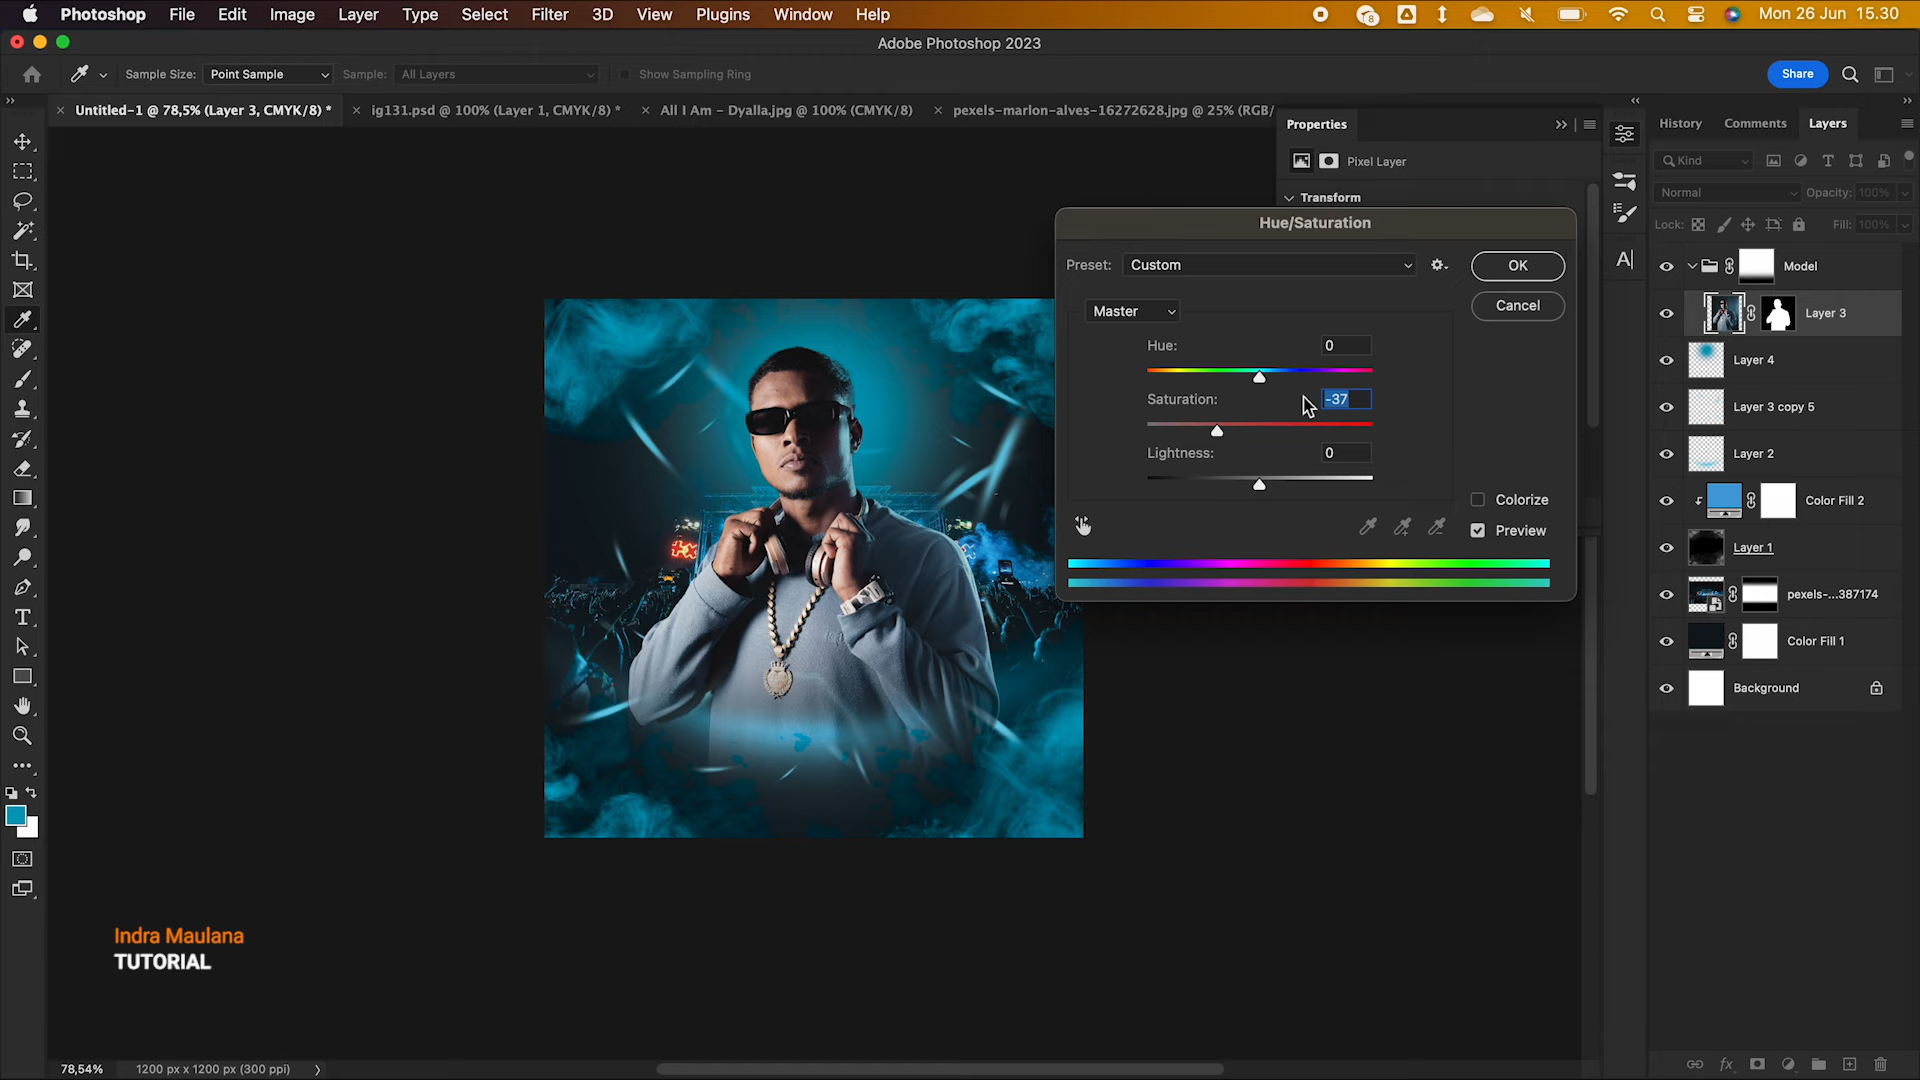 Photoshop File Edit Image Layer Type Select Filter 3D View Plugins Window Help 8 Mon 26 Jun 15.30
Adobe Photoshop 2023
Sample Size: Point Sample Sample: All Layers Show Sampling Ring Share
Untitled-1 @ 78,5% (Layer 3, CMYK/8) * ig131.psd @ 100% (Layer 1, CMYK/8) * All I Am – Dyalla.jpg @ 100% (CMYK/8) pexels-marlon-alves-16272628.jpg @ 25% (RGB/
Properties
Pixel Layer
Transform
Hue/Saturation
Preset: Custom OK
Cancel
Master
Hue: 0
Saturation: -37
Lightness: 0
Colorize
Preview
History Comments Layers
Kind
Normal Opacity: 100%
Lock: Fill: 100%
Model
Layer 3
Layer 4
Layer 3 copy 5
Layer 2
Color Fill 2
Layer 1
pexels-...387174
Color Fill 1
Background
Indra Maulana
TUTORIAL
78,54% 1200 px x 1200 px (300 ppi)